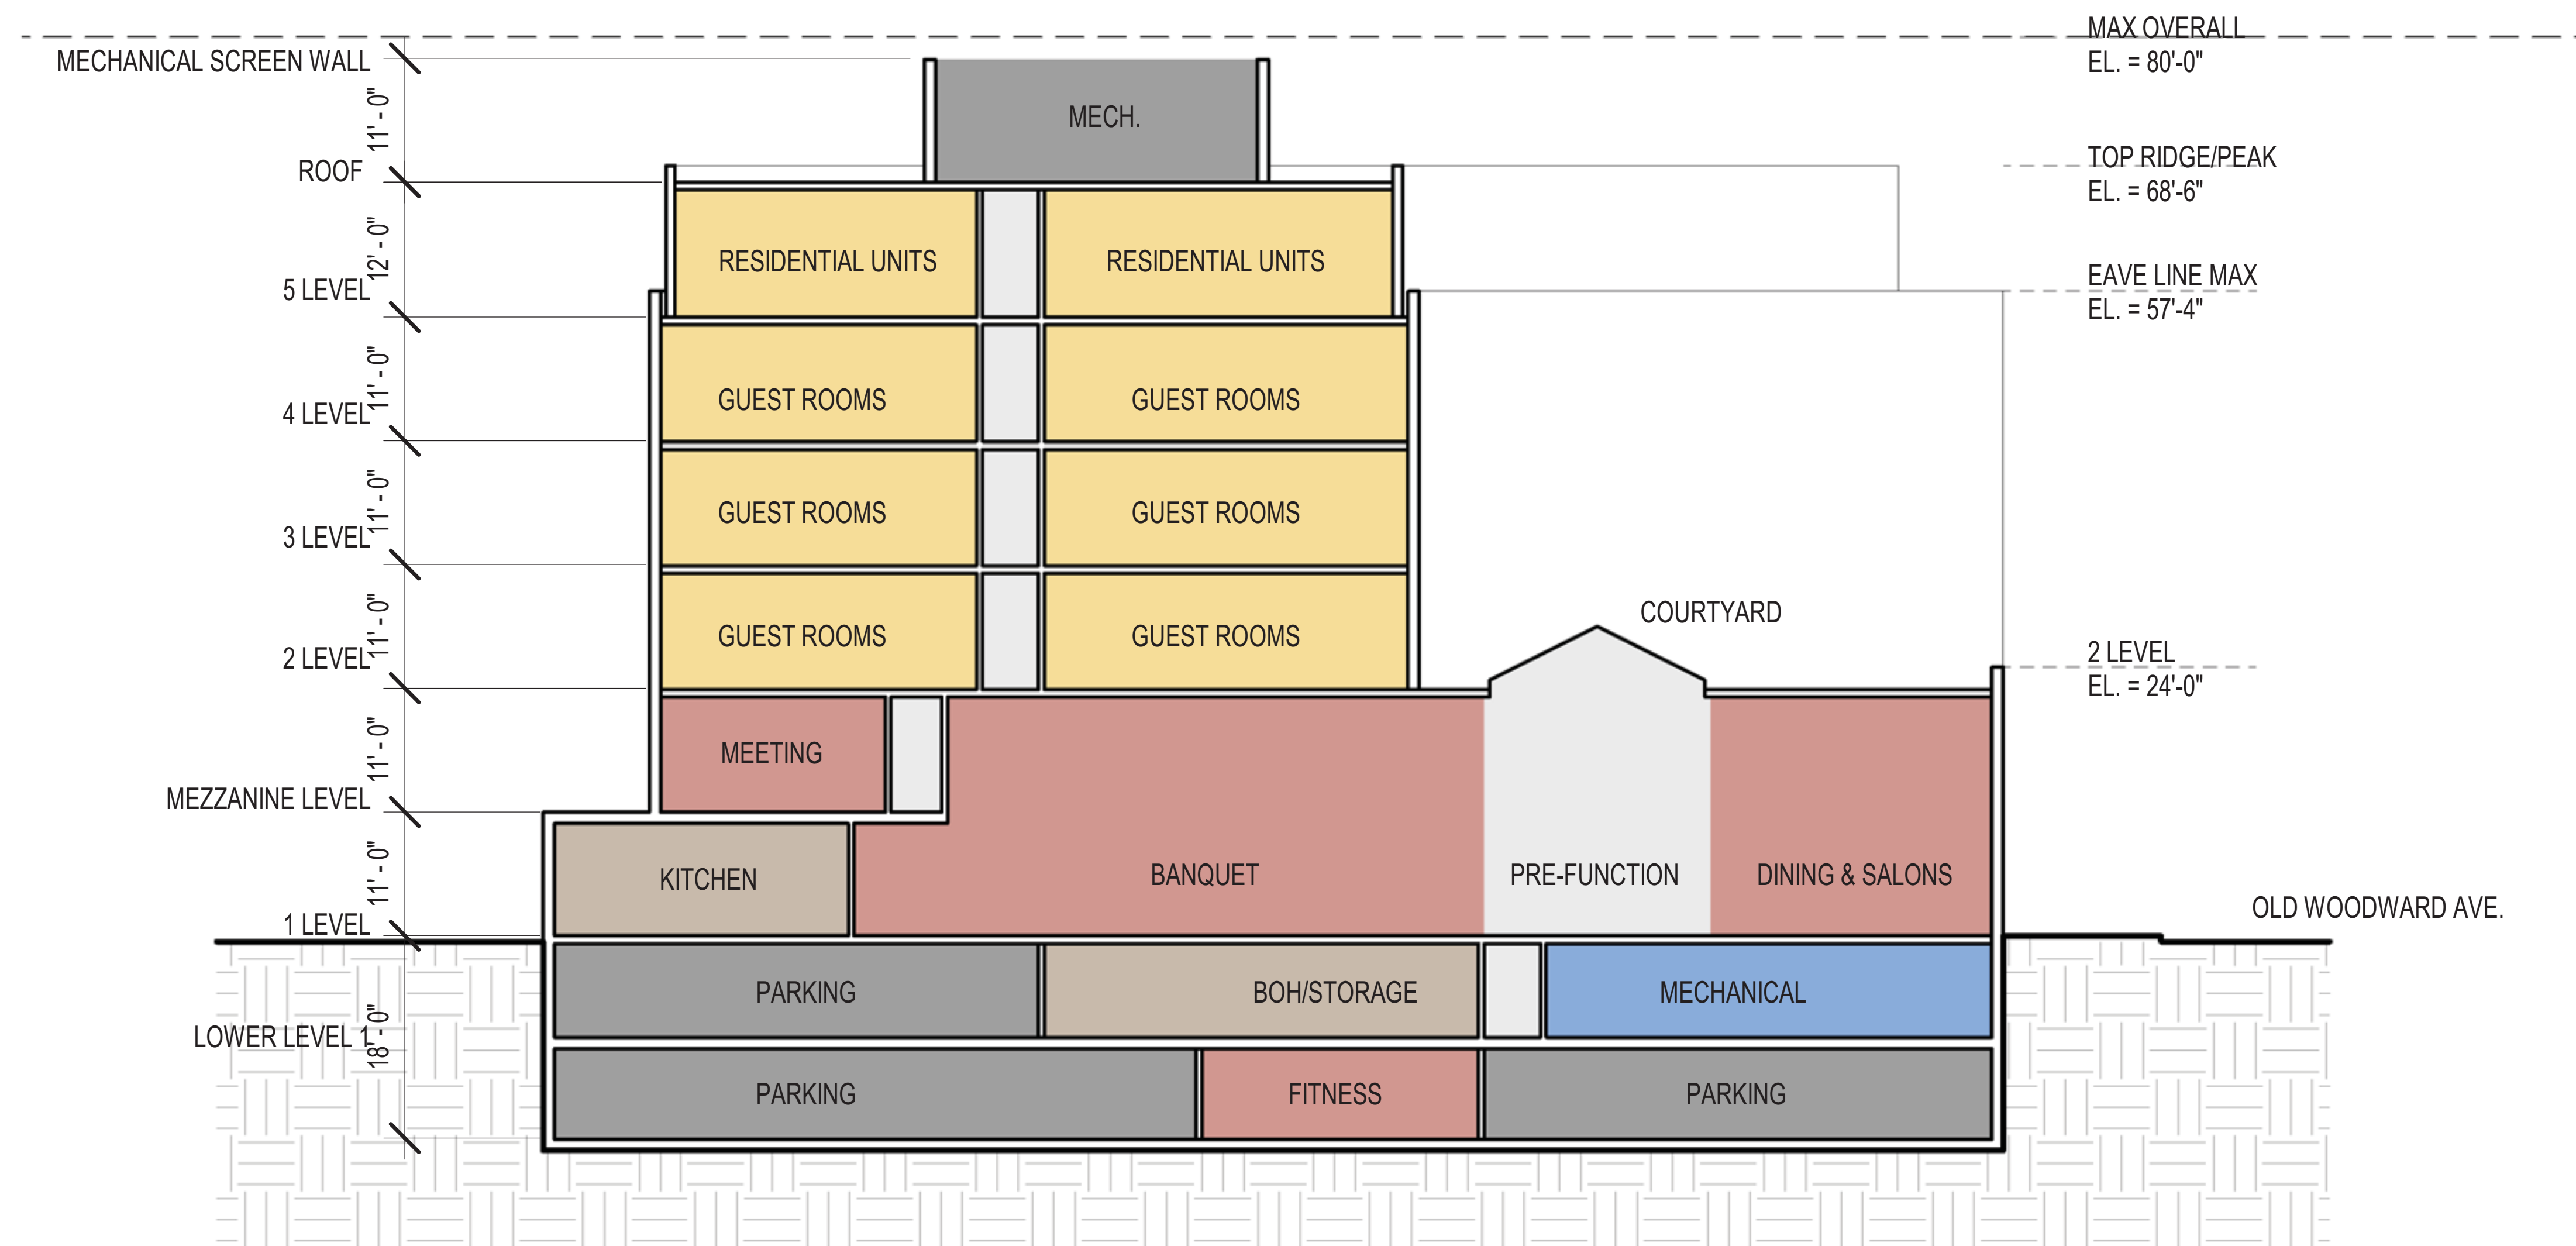 MAX OVERALL
EL. = 80'-0"
MECHANICAL SCREEN WALL
11' - 0"
MECH.
ROOF
TOP RIDGE/PEAK
EL. = 68'-6"
12' - 0"
RESIDENTIAL UNITS
RESIDENTIAL UNITS
5 LEVEL
EAVE LINE MAX
EL. = 57'-4"
11' - 0"
GUEST ROOMS
GUEST ROOMS
4 LEVEL
11' - 0"
GUEST ROOMS
GUEST ROOMS
3 LEVEL
11' - 0"
GUEST ROOMS
GUEST ROOMS
COURTYARD
2 LEVEL
2 LEVEL
EL. = 24'-0"
11' - 0"
MEETING
MEZZANINE LEVEL
11' - 0"
KITCHEN
BANQUET
PRE-FUNCTION
DINING & SALONS
1 LEVEL
OLD WOODWARD AVE.
PARKING
BOH/STORAGE
MECHANICAL
LOWER LEVEL 1
18' - 0"
PARKING
FITNESS
PARKING